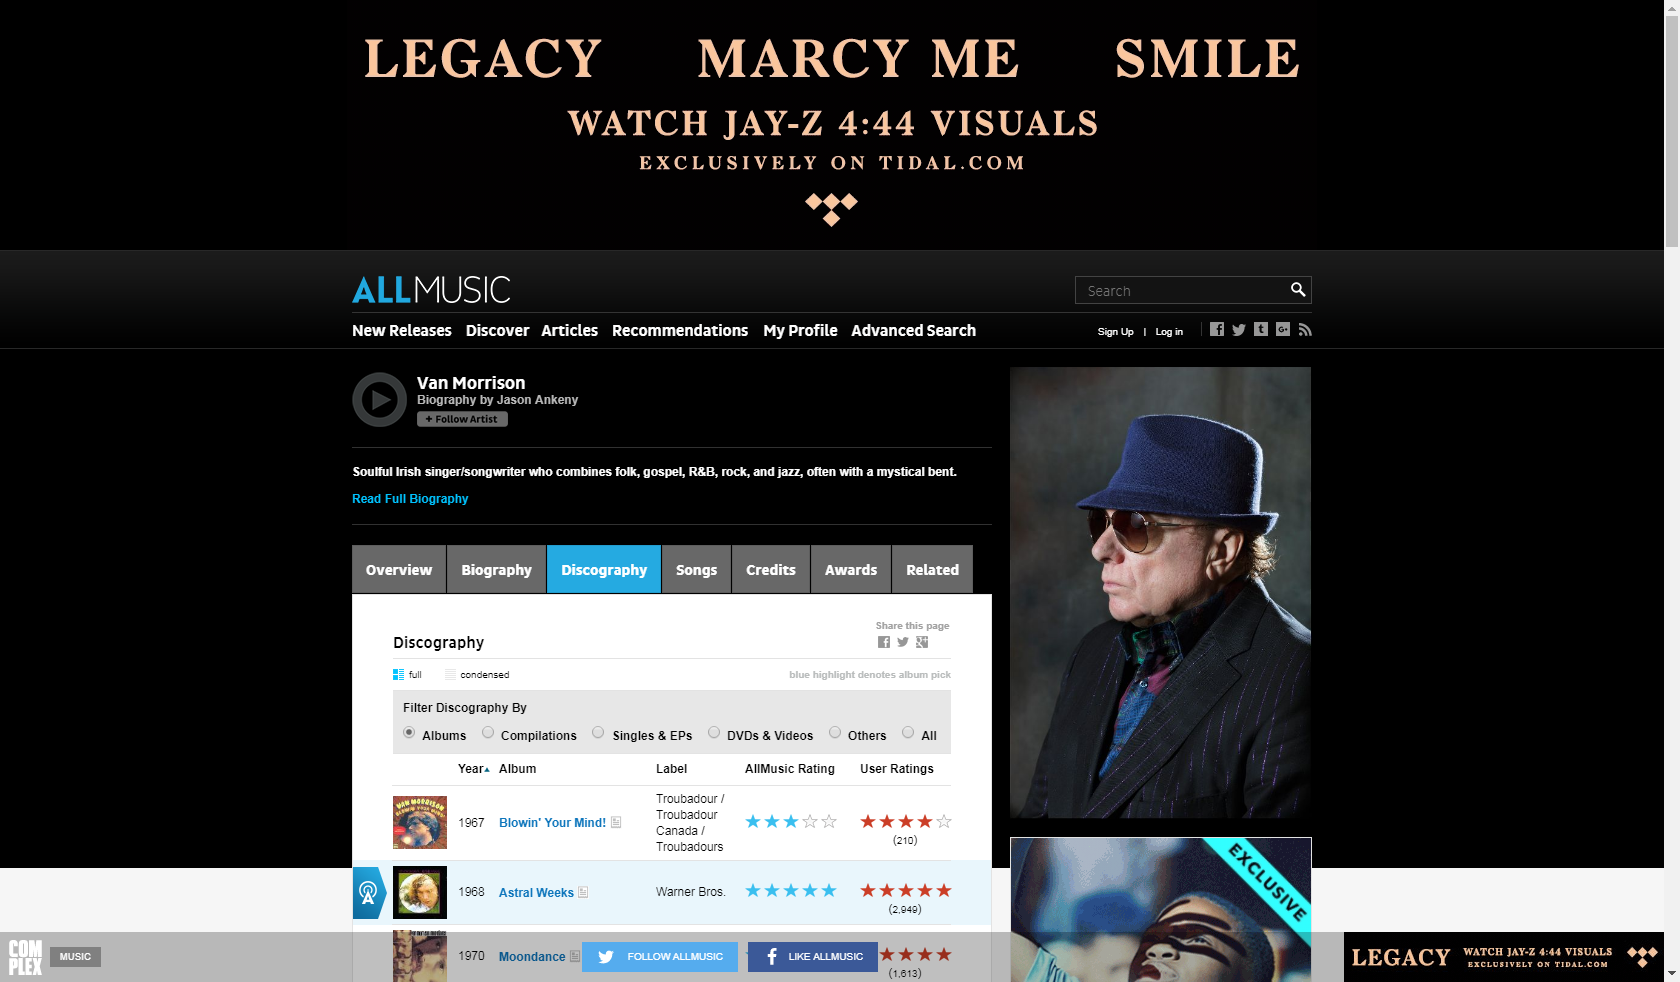 LEGACY MARCY ME SMILE
WATCH JAY-Z 4:44 VISUALS
EXCLUSIVELY ON TIDAL.COM
ALLMUSIC
Search
New Releases Discover Articles Recommendations My Profile Advanced Search
Sign Up | Log in
Van Morrison
Biography by Jason Ankeny
+ Follow Artist
Soulful Irish singer/songwriter who combines folk, gospel, R&B, rock, and jazz, often with a mystical bent.
Read Full Biography
Overview Biography Discography Songs Credits Awards Related
Share this page
Discography
full condensed
blue highlight denotes album pick
Filter Discography By
Albums Compilations Singles & EPs DVDs & Videos Others All
Year Album Label AllMusic Rating User Ratings
VAN MORRISON
1967 Blowin' Your Mind!
Troubadour /
Troubadour
Canada /
Troubadours
(210)
1968 Astral Weeks Warner Bros.
(2,949)
1970 Moondance
(1,613)
EXCLUSIVE
COMPLEX
MUSIC
FOLLOW ALLMUSIC
LIKE ALLMUSIC
LEGACY
WATCH JAY-Z 4:44 VISUALS
EXCLUSIVELY ON TIDAL.COM